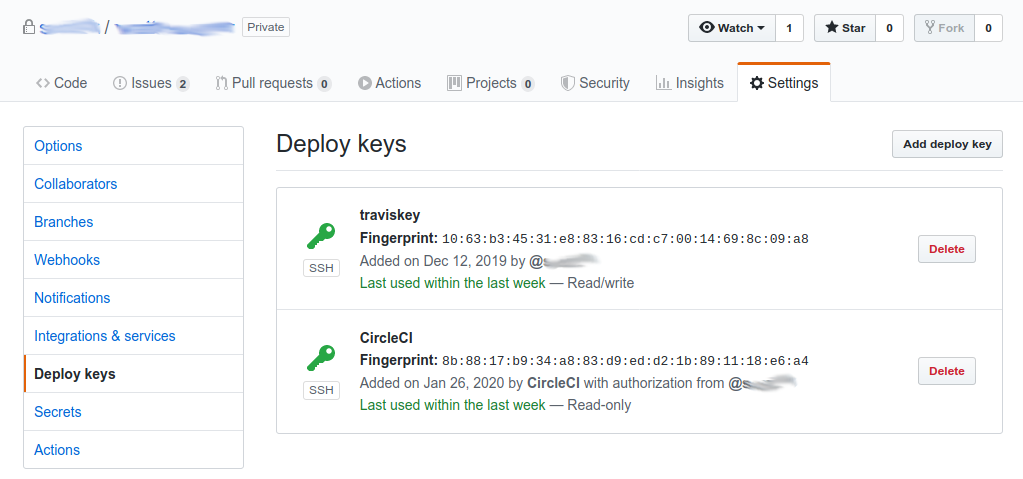 / Private
Watch 1 Star 0 Fork 0
Code Issues 2 Pull requests 0 Actions Projects 0 Security Insights Settings
Options
Collaborators
Branches
Webhooks
Notifications
Integrations & services
Deploy keys
Secrets
Actions
Deploy keys
Add deploy key
traviskey
Fingerprint: 10:63:b3:45:31:e8:83:16:cd:c7:00:14:69:8c:09:a8
Added on Dec 12, 2019 by
Last used within the last week — Read/write
SSH
Delete
CircleCI
Fingerprint: 8b:88:17:b9:34:a8:83:d9:ed:d2:1b:89:11:18:e6:a4
Added on Jan 26, 2020 by CircleCI with authorization from
Last used within the last week — Read-only
SSH
Delete